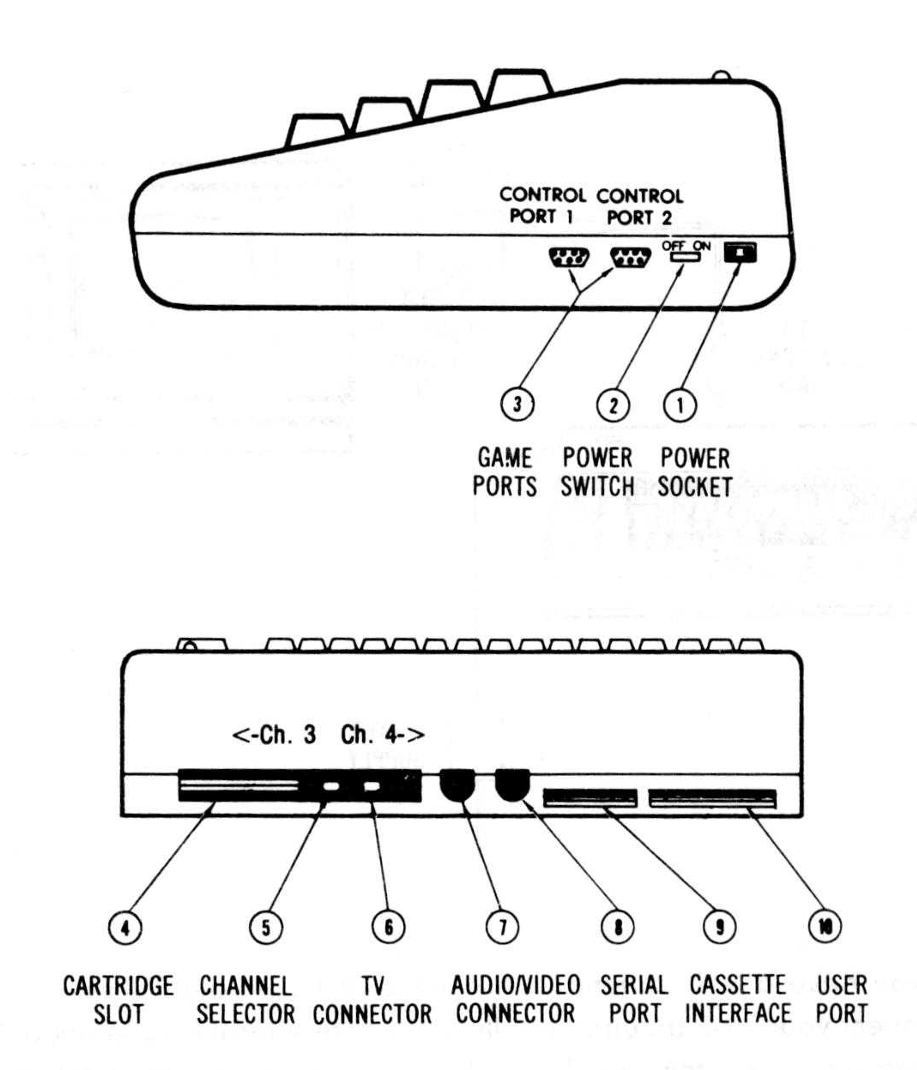 CONTROL CONTROL
PORT 1 PORT 2
OFF ON
3 2 1
GAME POWER POWER
PORTS SWITCH SOCKET
<-Ch. 3 Ch. 4->
4 5 6 7 8 9 10
CARTRIDGE CHANNEL TV AUDIO/VIDEO SERIAL CASSETTE USER
SLOT SELECTOR CONNECTOR CONNECTOR PORT INTERFACE PORT